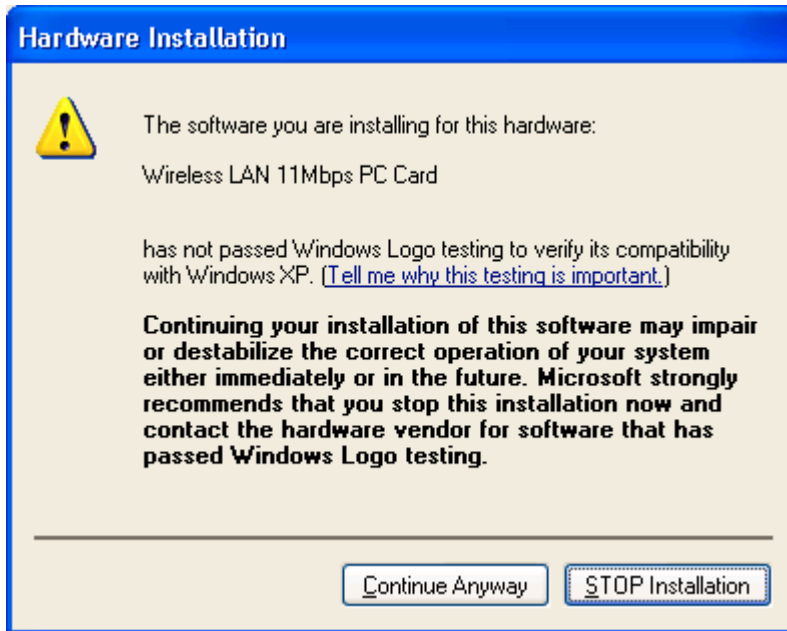 Hardware Installation
The software you are installing for this hardware:
Wireless LAN 11Mbps PC Card
has not passed Windows Logo testing to verify its compatibility
with Windows XP. (Tell me why this testing is important.)
Continuing your installation of this software may impair
or destabilize the correct operation of your system
either immediately or in the future. Microsoft strongly
recommends that you stop this installation now and
contact the hardware vendor for software that has
passed Windows Logo testing.
Continue Anyway STOP Installation